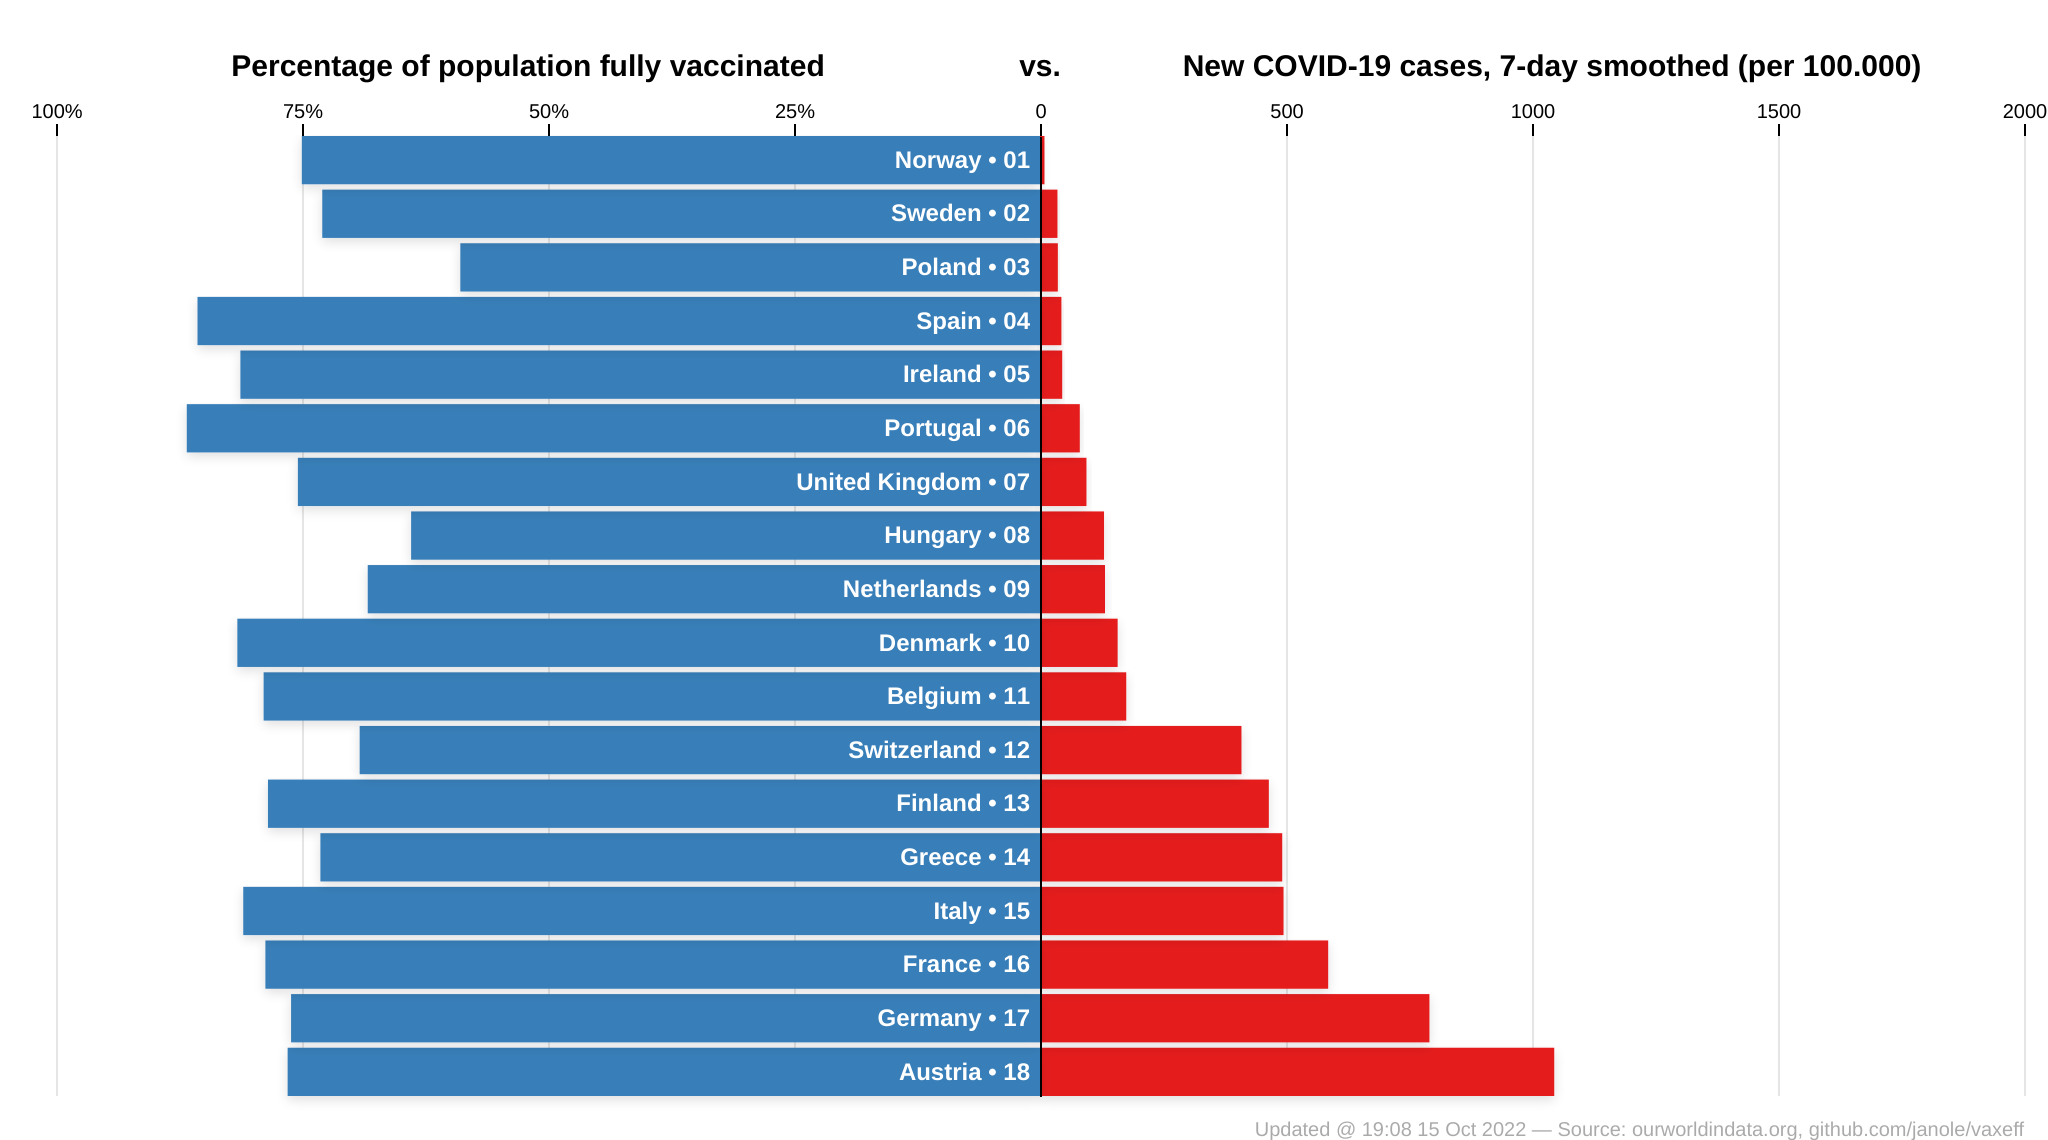 Percentage of population fully vaccinated vs. New COVID-19 cases, 7-day smoothed (per 100.000)
100% 75% 50% 25% 0 500 1000 1500 2000
Norway • 01
Sweden • 02
Poland • 03
Spain • 04
Ireland • 05
Portugal • 06
United Kingdom • 07
Hungary • 08
Netherlands • 09
Denmark • 10
Belgium • 11
Switzerland • 12
Finland • 13
Greece • 14
Italy • 15
France • 16
Germany • 17
Austria • 18
Updated @ 19:08 15 Oct 2022 — Source: ourworldindata.org, github.com/janole/vaxeff